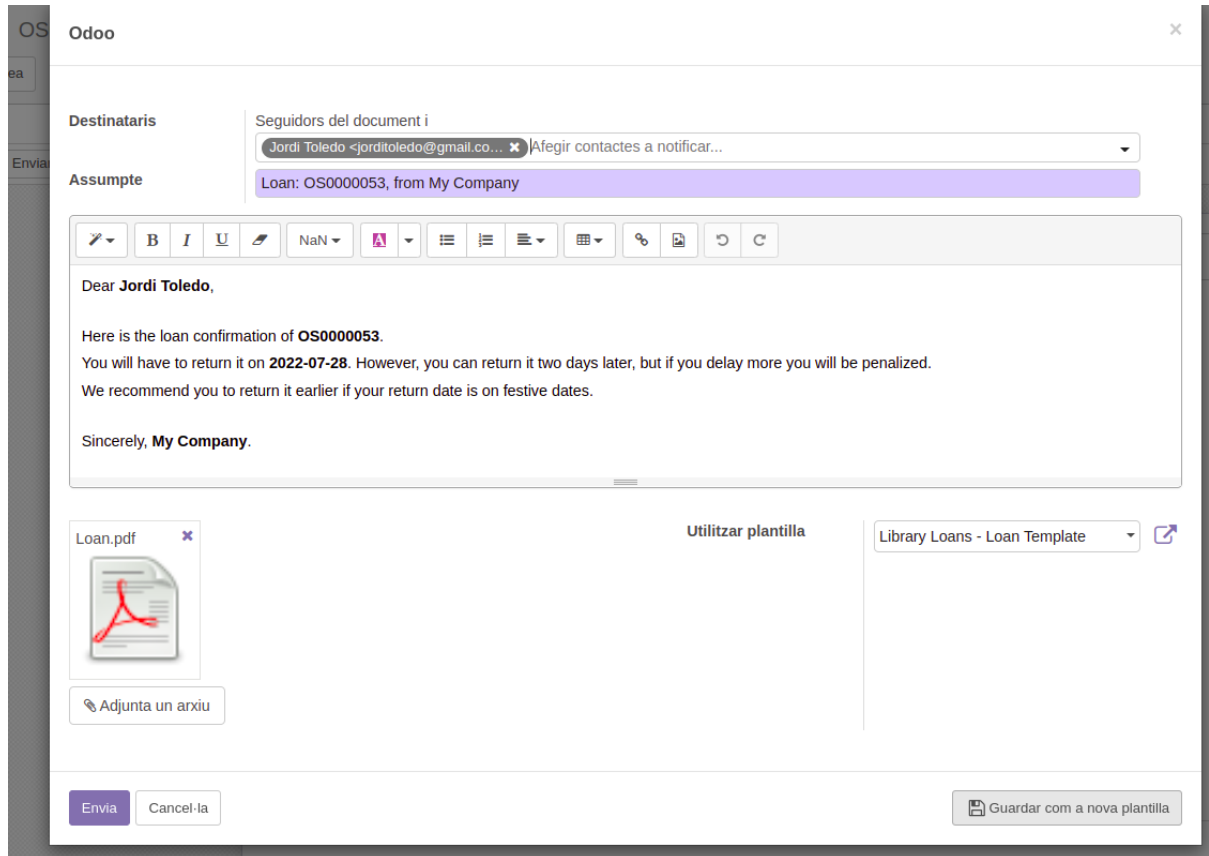 OS
ea
Envia
Odoo
×
Destinataris
Seguidors del document i
Jordi Toledo <jorditoledo@gmail.co... ✖ Afegir contactes a notificar...
Assumpte
Loan: OS0000053, from My Company
B I U NaN A
Dear Jordi Toledo,
Here is the loan confirmation of OS0000053.
You will have to return it on 2022-07-28. However, you can return it two days later, but if you delay more you will be penalized.
We recommend you to return it earlier if your return date is on festive dates.
Sincerely, My Company.
Loan.pdf ✖
Utilitzar plantilla
Library Loans - Loan Template
Adjunta un arxiu
Envia
Cancel·la
Guardar com a nova plantilla